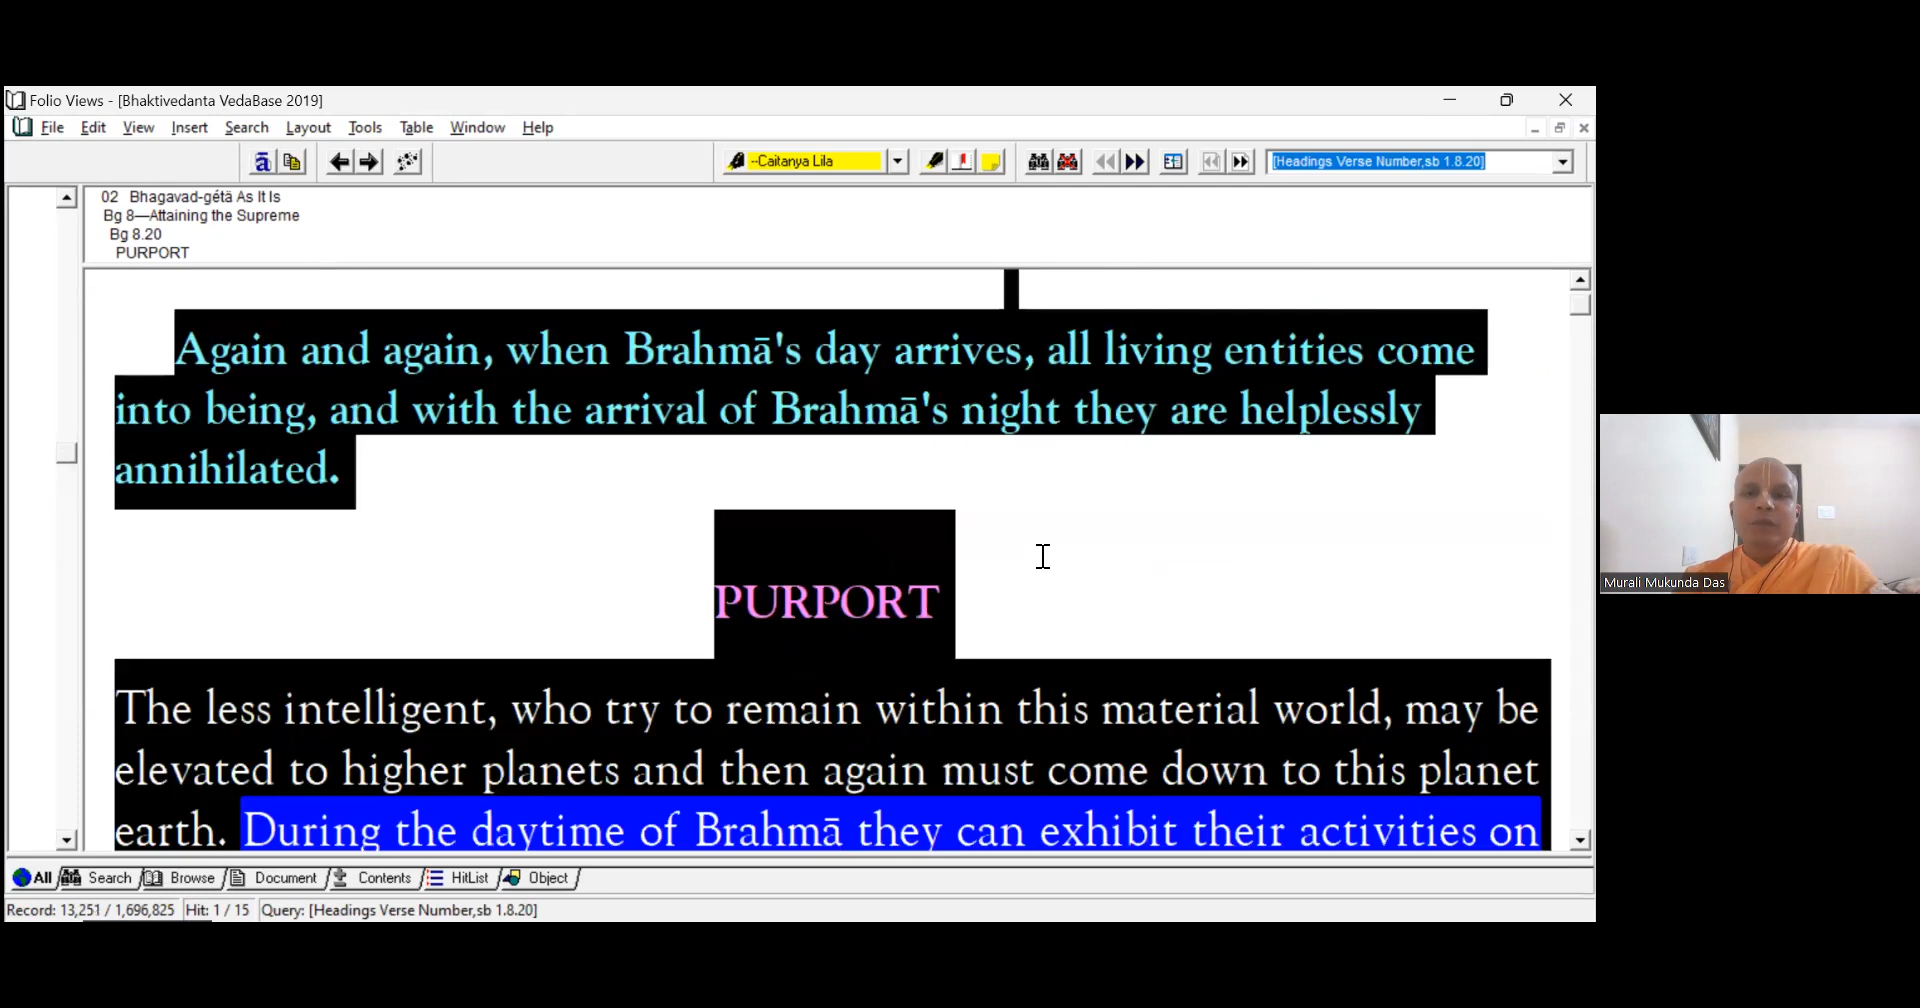 Folio Views - [Bhaktivedanta VedaBase 2019]
File Edit View Insert Search Layout Tools Table Window Help
ā --Caitanya Lila [Headings Verse Number,sb 1.8.20]
02 Bhagavad-gétä As It Is
Bg 8—Attaining the Supreme
Bg 8.20
PURPORT
Again and again, when Brahmā's day arrives, all living entities come
into being, and with the arrival of Brahmā's night they are helplessly
annihilated.
PURPORT
The less intelligent, who try to remain within this material world, may be
elevated to higher planets and then again must come down to this planet
earth. During the daytime of Brahmā they can exhibit their activities on
Murali Mukunda Das
All Search Browse Document Contents HitList Object
Record: 13,251 / 1,696,825 Hit: 1 / 15 Query: [Headings Verse Number,sb 1.8.20]